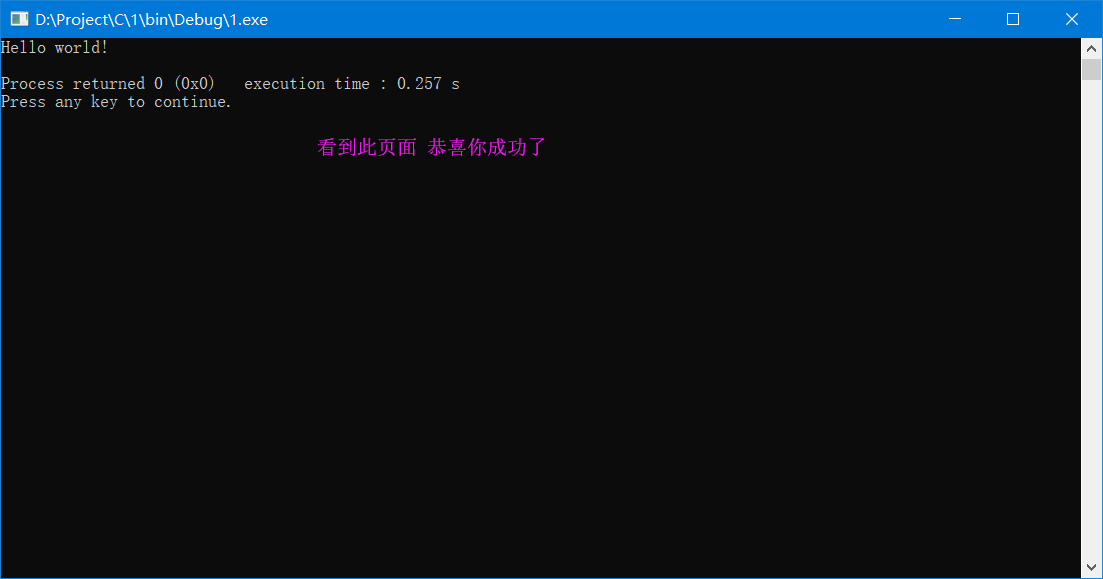 D:\Project\C\1\bin\Debug\1.exe
Hello world!
Process returned 0 (0x0)   execution time : 0.257 s
Press any key to continue.
看到此页面 恭喜你成功了